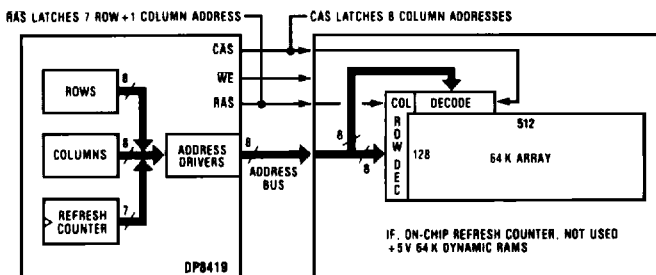 RAS LATCHES 7 ROW+1 COLUMN ADDRESS
CAS LATCHES 8 COLUMN ADDRESSES
CAS
WE
RAS
ROWS
8
COLUMNS
8
REFRESH
COUNTER
7
ADDRESS
DRIVERS
8
ADDRESS
BUS
DP8419
8
8
COL
DECODE
ROW DEC
512
128
64K ARRAY
IF, ON-CHIP REFRESH COUNTER, NOT USED
+5V 64K DYNAMIC RAMS